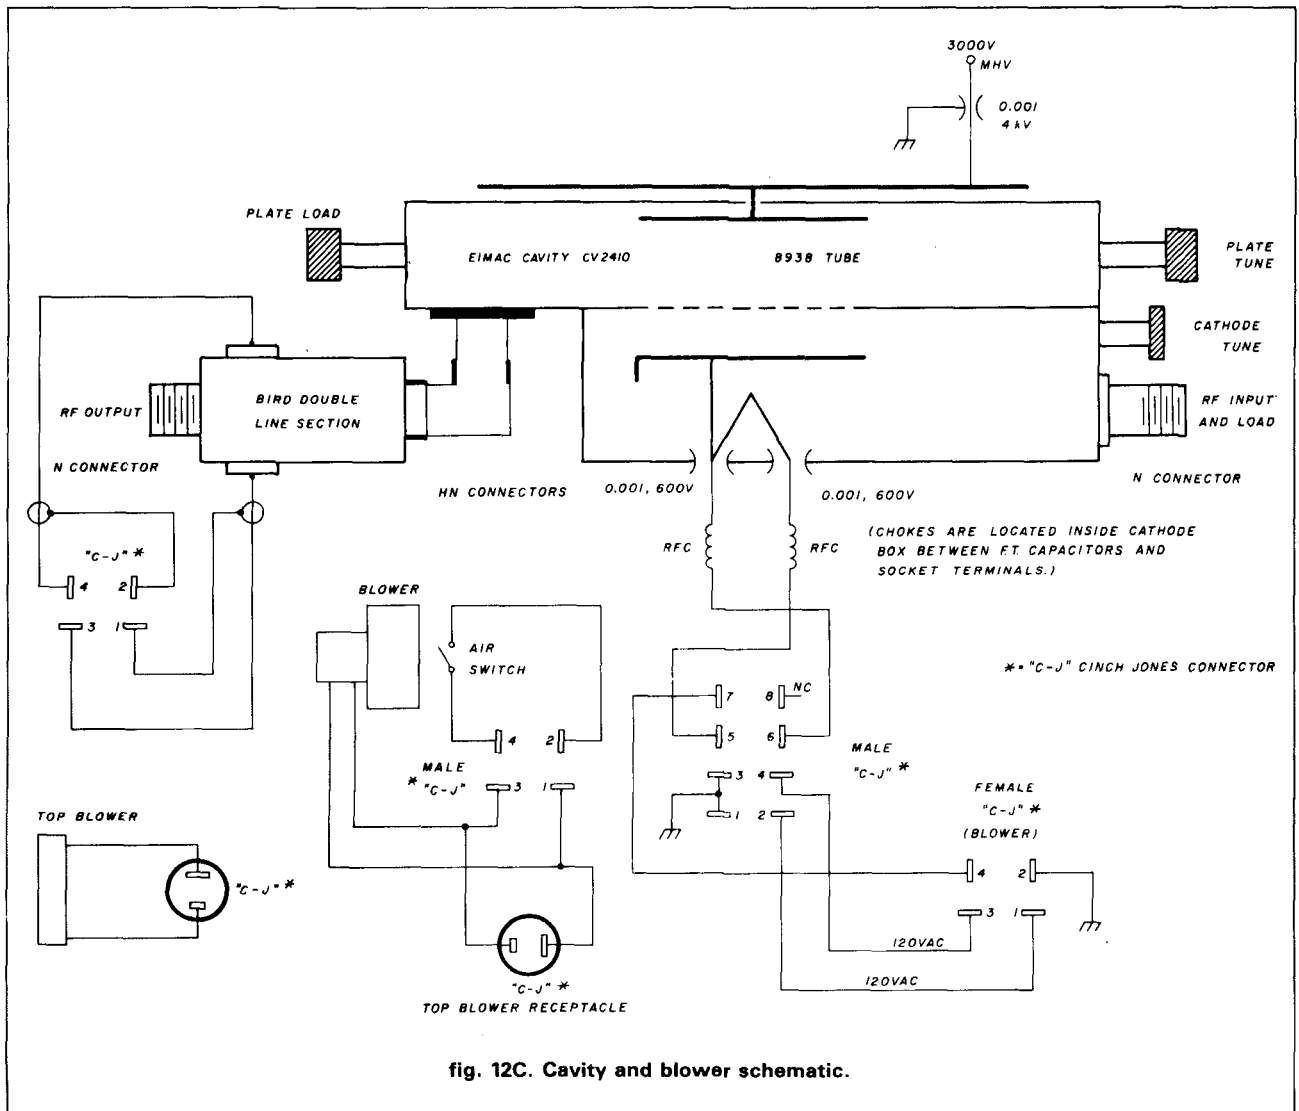 3000V
MHV
0.001
4 kV
PLATE LOAD
EIMAC CAVITY CV2410
8938 TUBE
PLATE
TUNE
CATHODE
TUNE
RF OUTPUT
BIRD DOUBLE
LINE SECTION
RF INPUT
AND LOAD
N CONNECTOR
HN CONNECTORS
0.001, 600V
0.001, 600V
N CONNECTOR
RFC
RFC
(CHOKES ARE LOCATED INSIDE CATHODE
BOX BETWEEN F.T. CAPACITORS AND
SOCKET TERMINALS.)
"C-J" *
4
2
3
1
BLOWER
AIR
SWITCH
4
2
MALE
* "C-J"
3
1
*= "C-J" CINCH JONES CONNECTOR
7
8
NC
5
6
3
4
1
2
MALE
"C-J" *
FEMALE
"C-J" *
(BLOWER)
4
2
3
1
120VAC
120VAC
TOP BLOWER
"C-J" *
"C-J" *
TOP BLOWER RECEPTACLE
fig. 12C. Cavity and blower schematic.